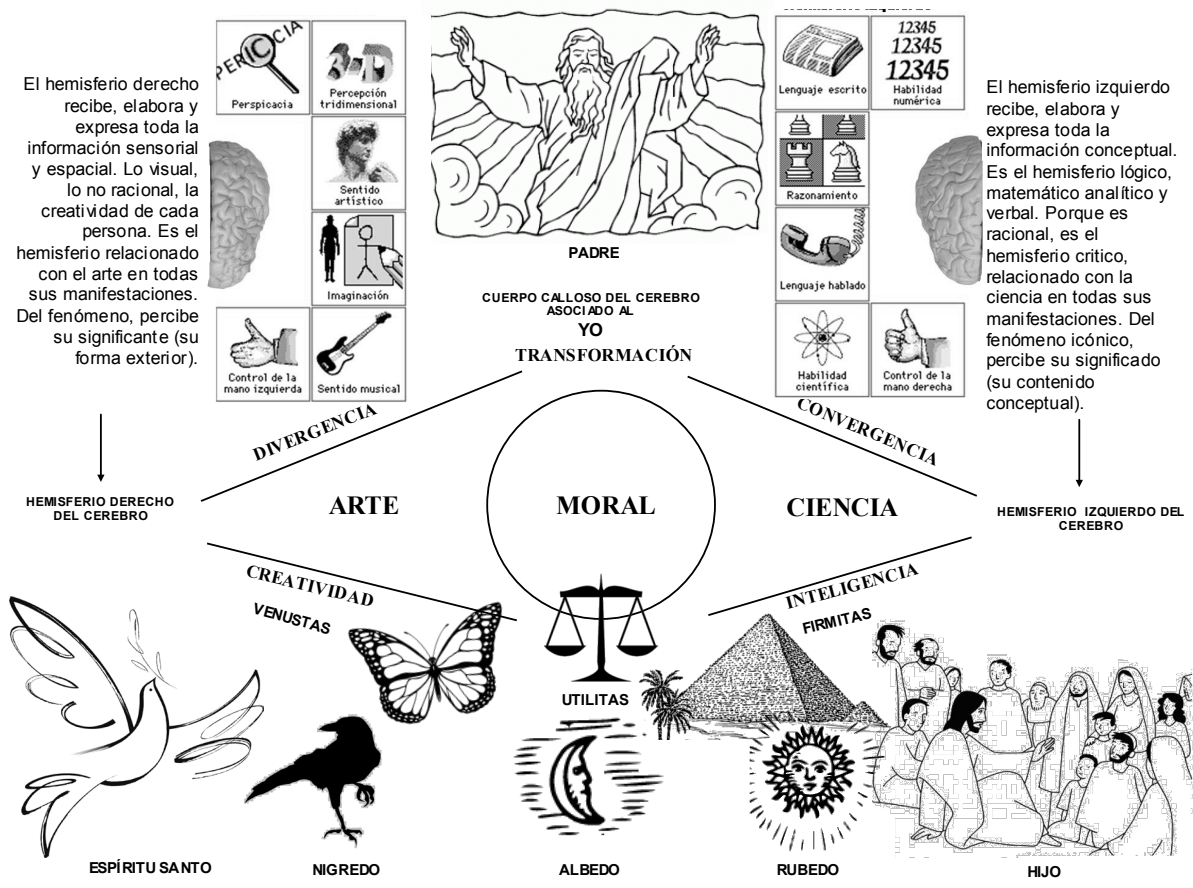 El hemisferio derecho
recibe, elabora y
expresa toda la
información sensorial
y espacial. Lo visual,
lo no racional, la
creatividad de cada
persona. Es el
hemisferio relacionado
con el arte en todas
sus manifestaciones.
Del fenómeno, percibe
su significante (su
forma exterior).
PERICICIA
Perspicacia
3-D
Percepción
tridimensional
Sentido
artístico
Imaginación
Control de la
mano izquierda
Sentido musical
PADRE
CUERPO CALLOSO DEL CEREBRO
ASOCIADO AL
YO
TRANSFORMACIÓN
Lenguaje escrito
12345
12345
12345
Habilidad
numérica
Razonamiento
Lenguaje hablado
Habilidad
científica
Control de la
mano derecha
El hemisferio izquierdo
recibe, elabora y
expresa toda la
información conceptual.
Es el hemisferio lógico,
matemático analítico y
verbal. Porque es
racional, es el
hemisferio critico,
relacionado con la
ciencia en todas sus
manifestaciones. Del
fenómeno icónico,
percibe su significado
(su contenido
conceptual).
DIVERGENCIA
CONVERGENCIA
HEMISFERIO DERECHO
DEL CEREBRO
ARTE
MORAL
CIENCIA
HEMISFERIO IZQUIERDO DEL
CEREBRO
CREATIVIDAD
INTELIGENCIA
VENUSTAS
FIRMITAS
UTILITAS
ESPÍRITU SANTO
NIGREDO
ALBEDO
RUBEDO
HIJO